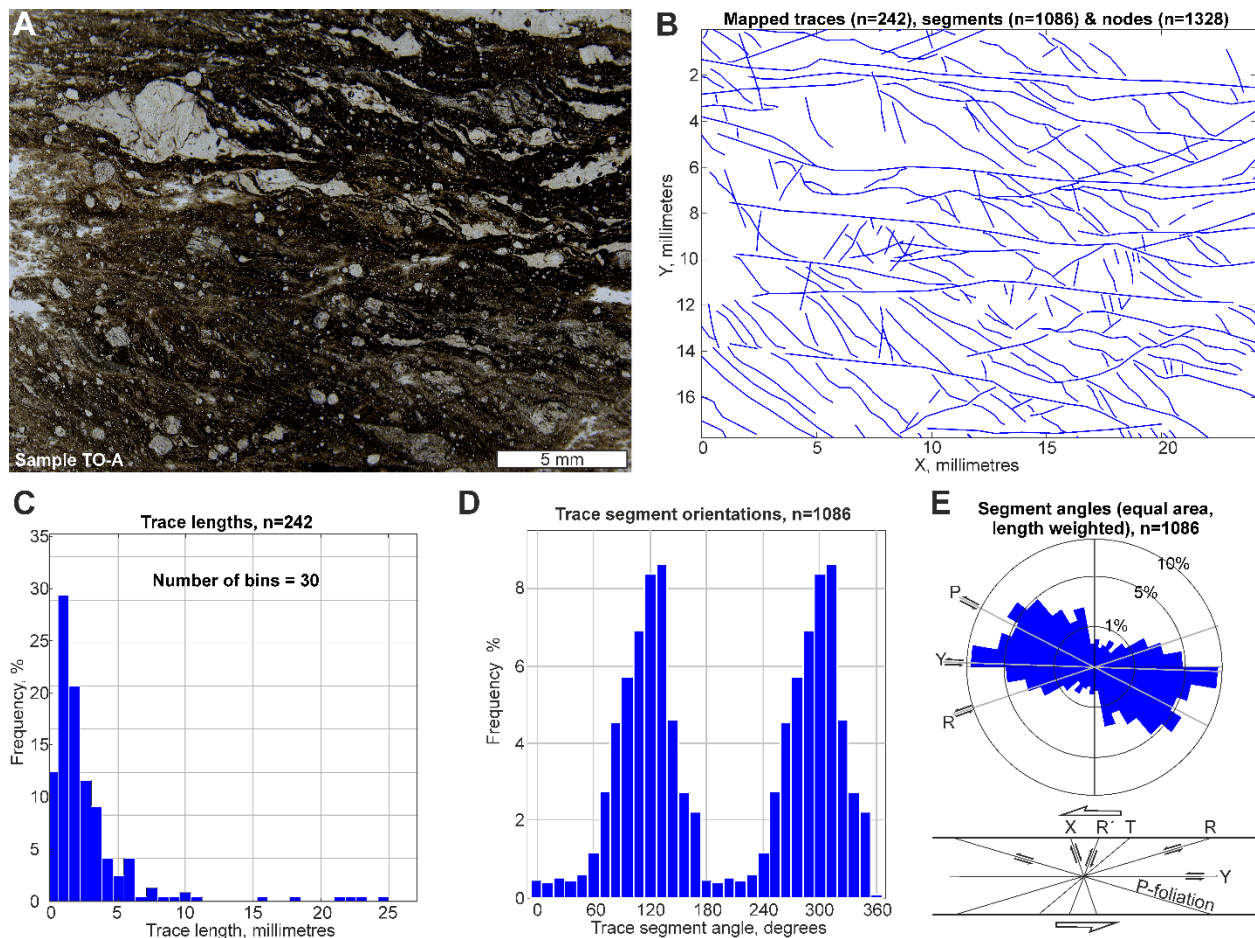 A
Sample TO-A
5 mm
B
Mapped traces (n=242), segments (n=1086) & nodes (n=1328)
Y, millimeters
2
4
6
8
10
12
14
16
0
5
10
15
20
X, millimetres
C
Trace lengths, n=242
Number of bins = 30
Frequency, %
35
30
25
20
15
10
5
0
0
5
10
15
20
25
Trace length, millimetres
D
Trace segment orientations, n=1086
Frequency %
8
6
4
2
0
0
60
120
180
240
300
360
Trace segment angle, degrees
E
Segment angles (equal area,
length weighted), n=1086
10%
5%
1%
P
Y
R
X
R´
T
R
Y
P-foliation